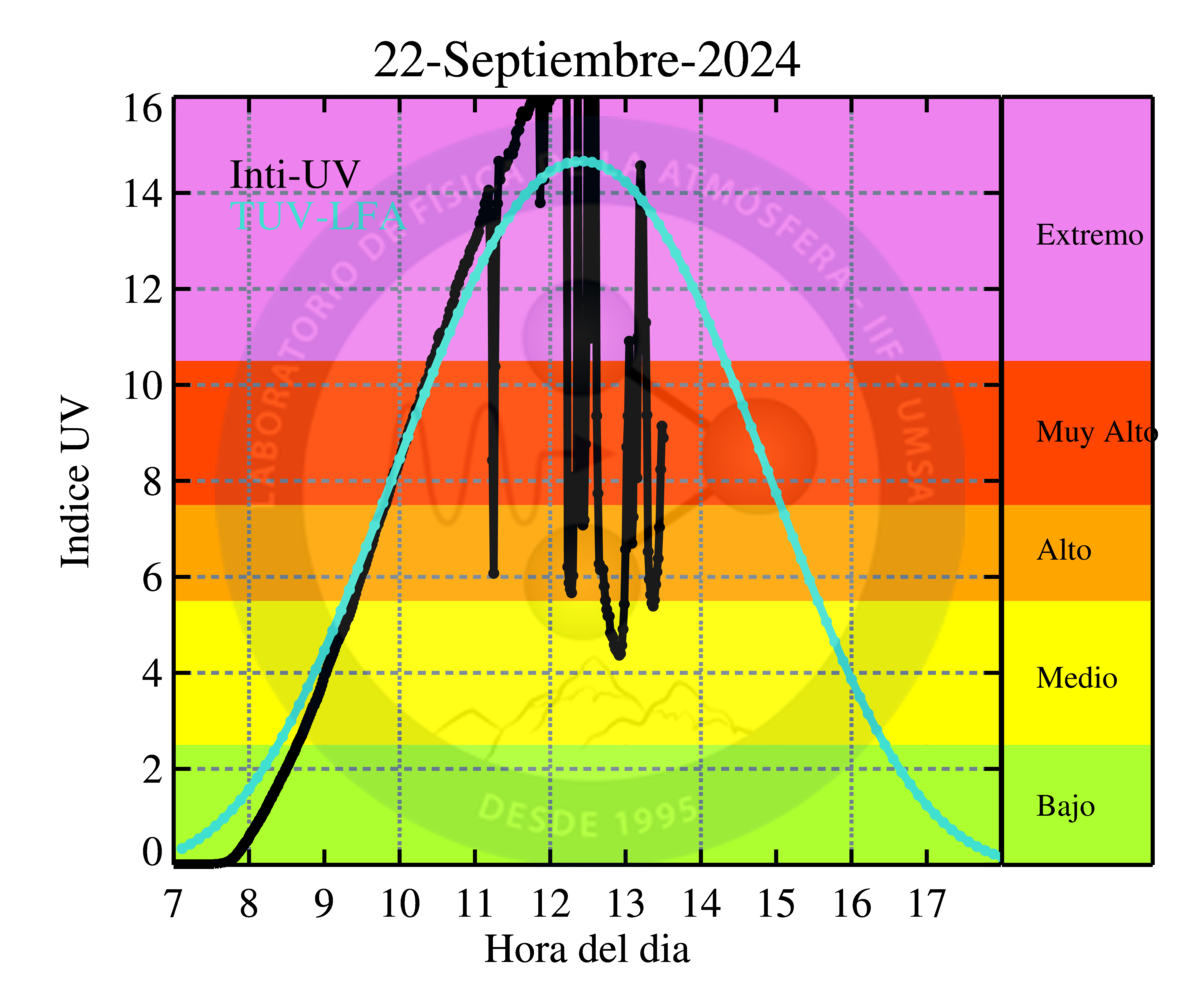 22-Septiembre-2024
Inti-UV
TUV-LFA
LABORATORIO DE FÍSICA DE LA ATMÓSFERA - IIF - UMSA
DESDE 1995
Indice UV
16
14
12
10
8
6
4
2
0
Extremo
Muy Alto
Alto
Medio
Bajo
7 8 9 10 11 12 13 14 15 16 17
Hora del dia